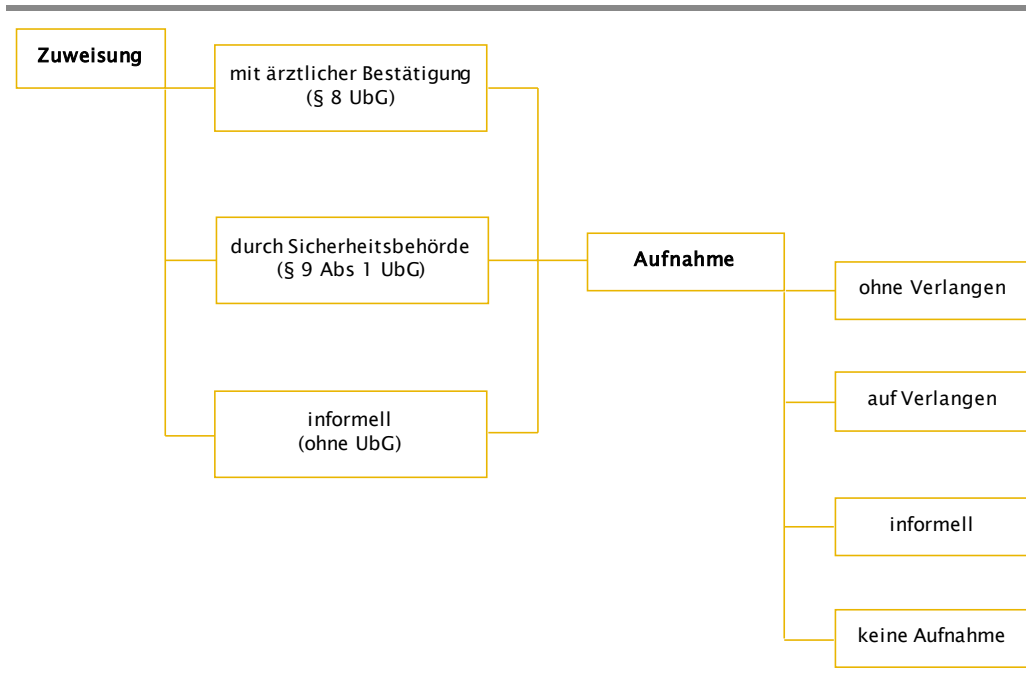 Zuweisung
mit ärztlicher Bestätigung
(§ 8 UbG)
durch Sicherheitsbehörde
(§ 9 Abs 1 UbG)
informell
(ohne UbG)
Aufnahme
ohne Verlangen
auf Verlangen
informell
keine Aufnahme